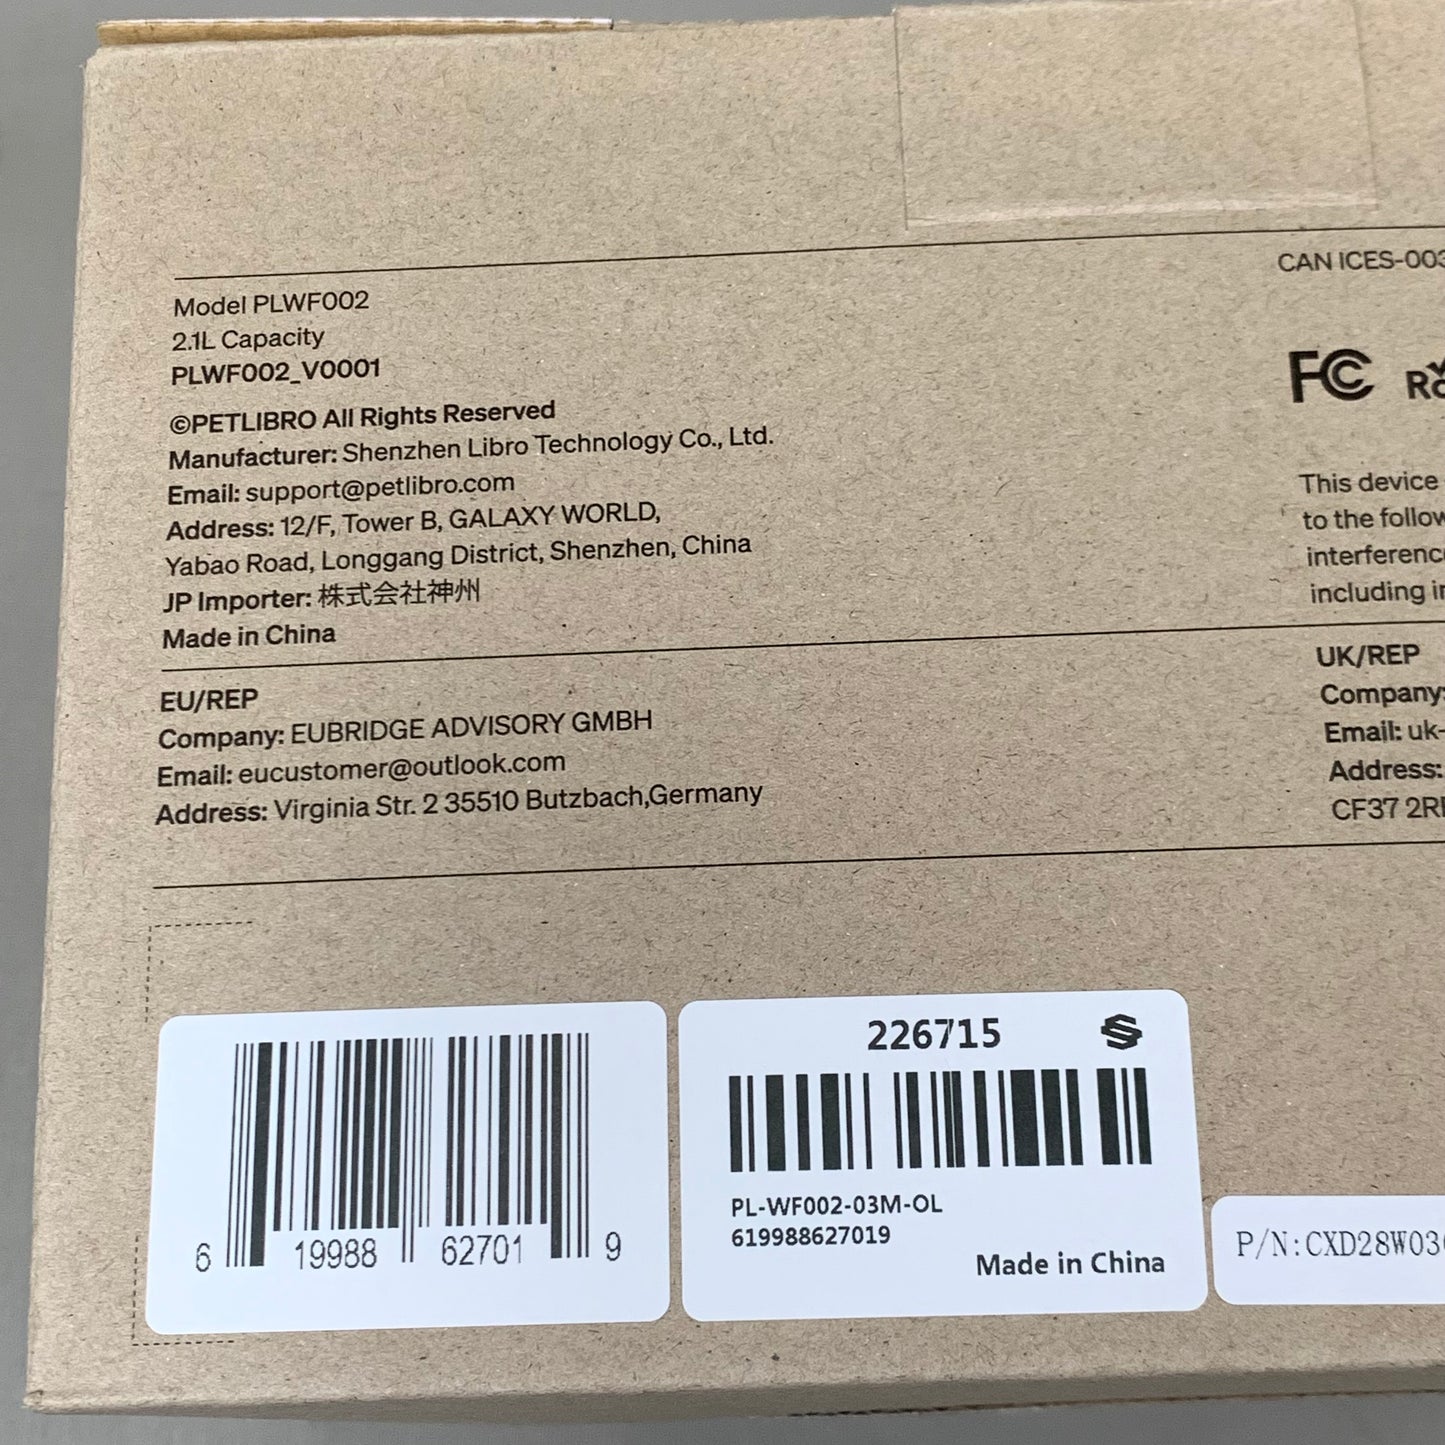 Model PLWF002
2.1L Capacity
PLWF002_V0001
©PETLIBRO All Rights Reserved
Manufacturer: Shenzhen Libro Technology Co., Ltd.
Email: support@petlibro.com
Address: 12/F, Tower B, GALAXY WORLD,
Yabao Road, Longgang District, Shenzhen, China
JP Importer: 株式会社神州
Made in China
CAN ICES-003
FC
This device
to the follow
interferenc
including in
EU/REP
Company: EUBRIDGE ADVISORY GMBH
Email: eucustomer@outlook.com
Address: Virginia Str. 2 35510 Butzbach,Germany
UK/REP
Company:
Email: uk-
Address:
CF37 2R
6 19988 62701 9
226715
PL-WF002-03M-OL
619988627019
Made in China
P/N:CXD28W03